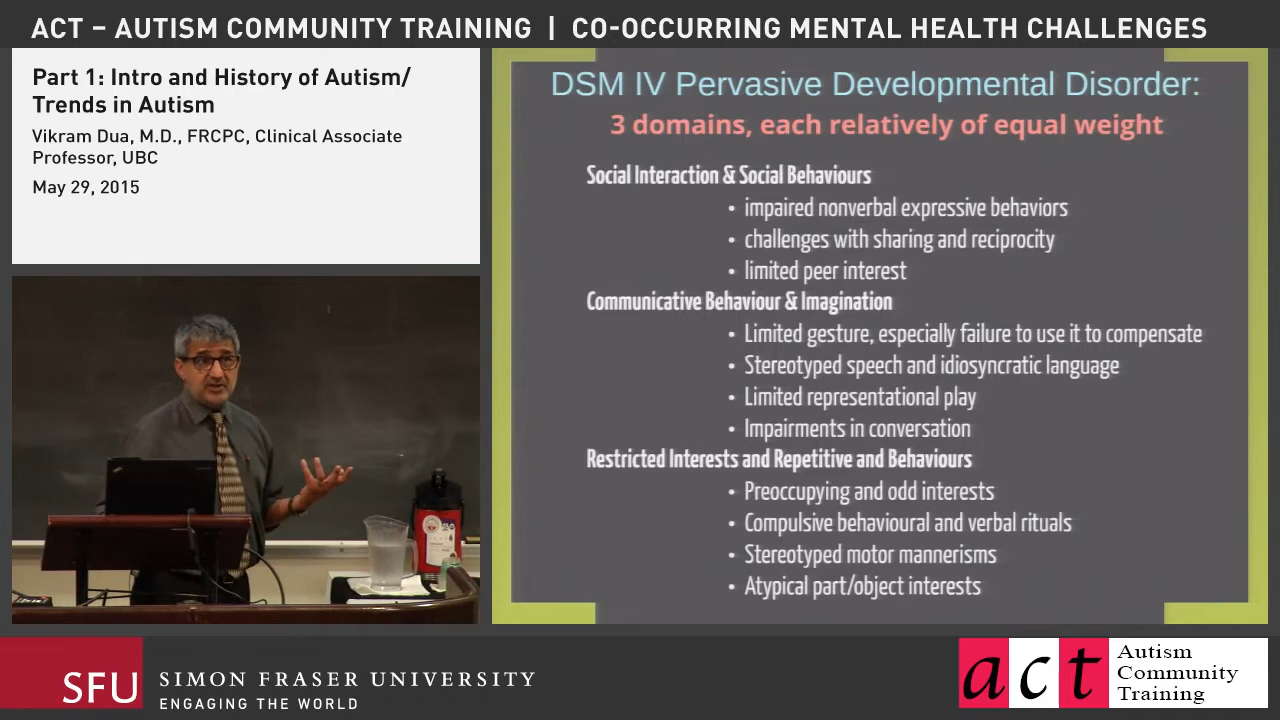 ACT – AUTISM COMMUNITY TRAINING | CO-OCCURRING MENTAL HEALTH CHALLENGES
Part 1: Intro and History of Autism/
Trends in Autism
Vikram Dua, M.D., FRCPC, Clinical Associate
Professor, UBC
May 29, 2015
DSM IV Pervasive Developmental Disorder:
3 domains, each relatively of equal weight
Social Interaction & Social Behaviours
• impaired nonverbal expressive behaviors
• challenges with sharing and reciprocity
• limited peer interest
Communicative Behaviour & Imagination
• Limited gesture, especially failure to use it to compensate
• Stereotyped speech and idiosyncratic language
• Limited representational play
• Impairments in conversation
Restricted Interests and Repetitive and Behaviours
• Preoccupying and odd interests
• Compulsive behavioural and verbal rituals
• Stereotyped motor mannerisms
• Atypical part/object interests
SFU
SIMON FRASER UNIVERSITY
ENGAGING THE WORLD
act
Autism
Community
Training